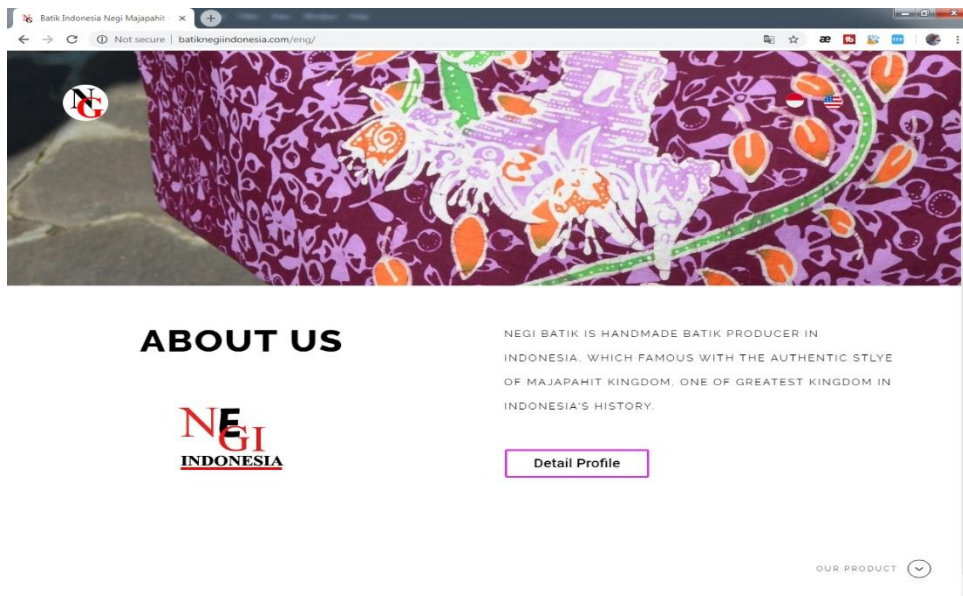 Batik Indonesia Negi Majapahit
Not secure | batiknegiindonesia.com/eng/
NG
ABOUT US
NEGI BATIK IS HANDMADE BATIK PRODUCER IN
INDONESIA, WHICH FAMOUS WITH THE AUTHENTIC STLYE
OF MAJAPAHIT KINGDOM, ONE OF GREATEST KINGDOM IN
INDONESIA'S HISTORY.
NEGI
INDONESIA
Detail Profile
OUR PRODUCT